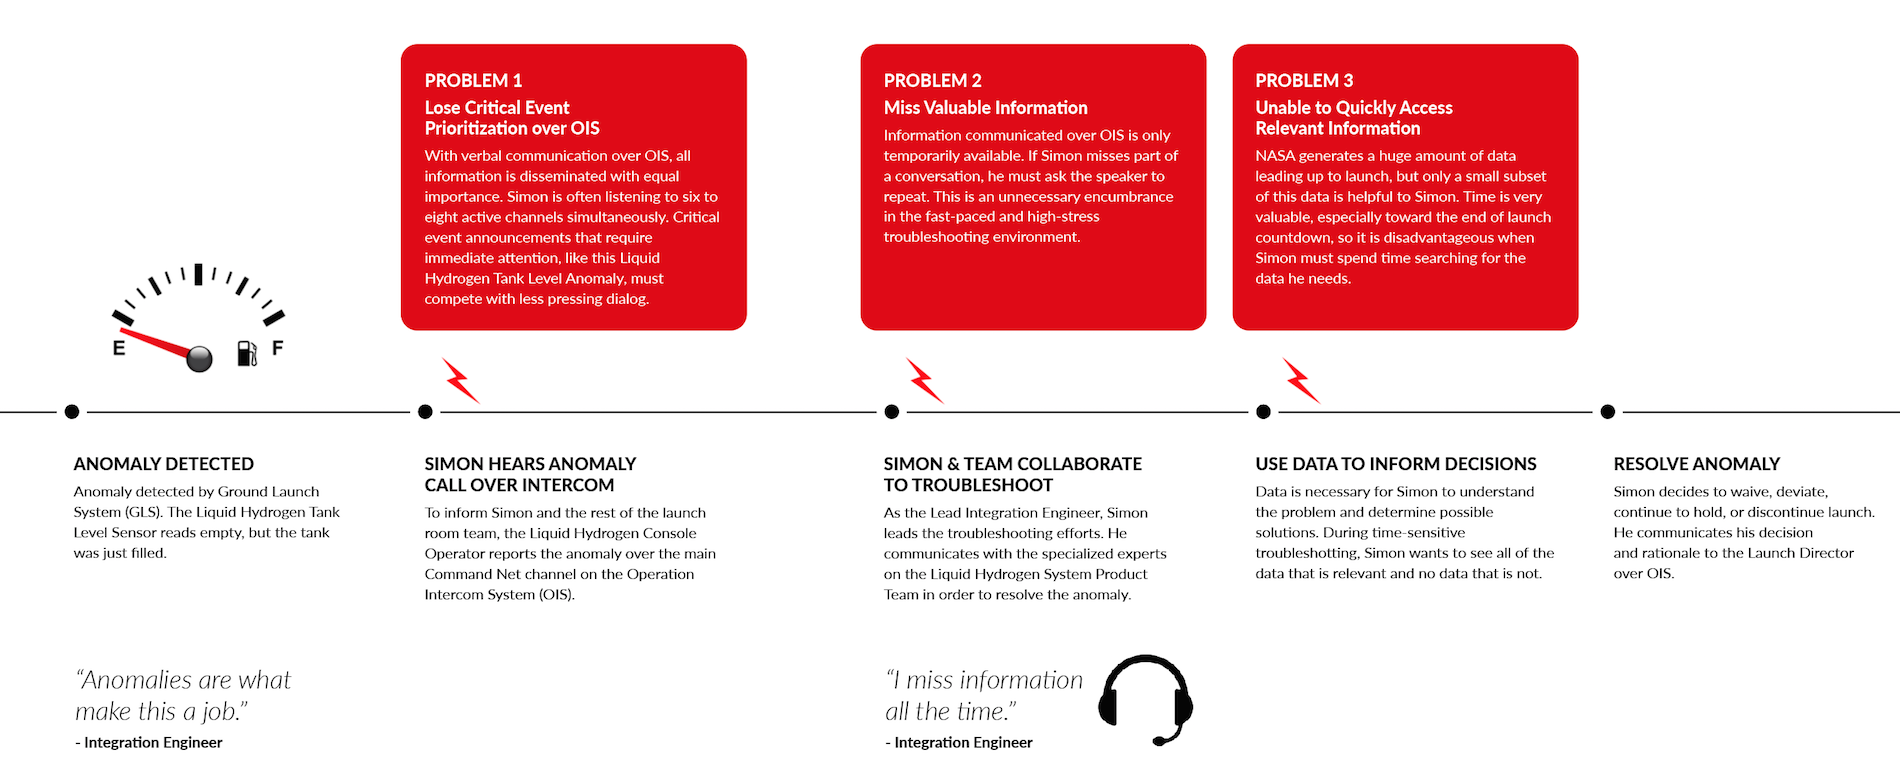 PROBLEM 1
Lose Critical Event
Prioritization over OIS
With verbal communication over OIS, all
information is disseminated with equal
importance. Simon is often listening to six to
eight active channels simultaneously. Critical
event announcements that require
immediate attention, like this Liquid
Hydrogen Tank Level Anomaly, must
compete with less pressing dialog.
PROBLEM 2
Miss Valuable Information
Information communicated over OIS is only
temporarily available. If Simon misses part of
a conversation, he must ask the speaker to
repeat. This is an unnecessary encumbrance
in the fast-paced and high-stress
troubleshooting environment.
PROBLEM 3
Unable to Quickly Access
Relevant Information
NASA generates a huge amount of data
leading up to launch, but only a small subset
of this data is helpful to Simon. Time is very
valuable, especially toward the end of launch
countdown, so it is disadvantageous when
Simon must spend time searching for the
data he needs.
E
F
ANOMALY DETECTED
Anomaly detected by Ground Launch
System (GLS). The Liquid Hydrogen Tank
Level Sensor reads empty, but the tank
was just filled.
SIMON HEARS ANOMALY
CALL OVER INTERCOM
To inform Simon and the rest of the launch
room team, the Liquid Hydrogen Console
Operator reports the anomaly over the main
Command Net channel on the Operation
Intercom System (OIS).
SIMON & TEAM COLLABORATE
TO TROUBLESHOOT
As the Lead Integration Engineer, Simon
leads the troubleshooting efforts. He
communicates with the specialized experts
on the Liquid Hydrogen System Product
Team in order to resolve the anomaly.
USE DATA TO INFORM DECISIONS
Data is necessary for Simon to understand
the problem and determine possible
solutions. During time-sensitive
troubleshotting, Simon wants to see all of the
data that is relevant and no data that is not.
RESOLVE ANOMALY
Simon decides to waive, deviate,
continue to hold, or discontinue launch.
He communicates his decision
and rationale to the Launch Director
over OIS.
“Anomalies are what
make this a job.”
- Integration Engineer
“I miss information
all the time.”
- Integration Engineer